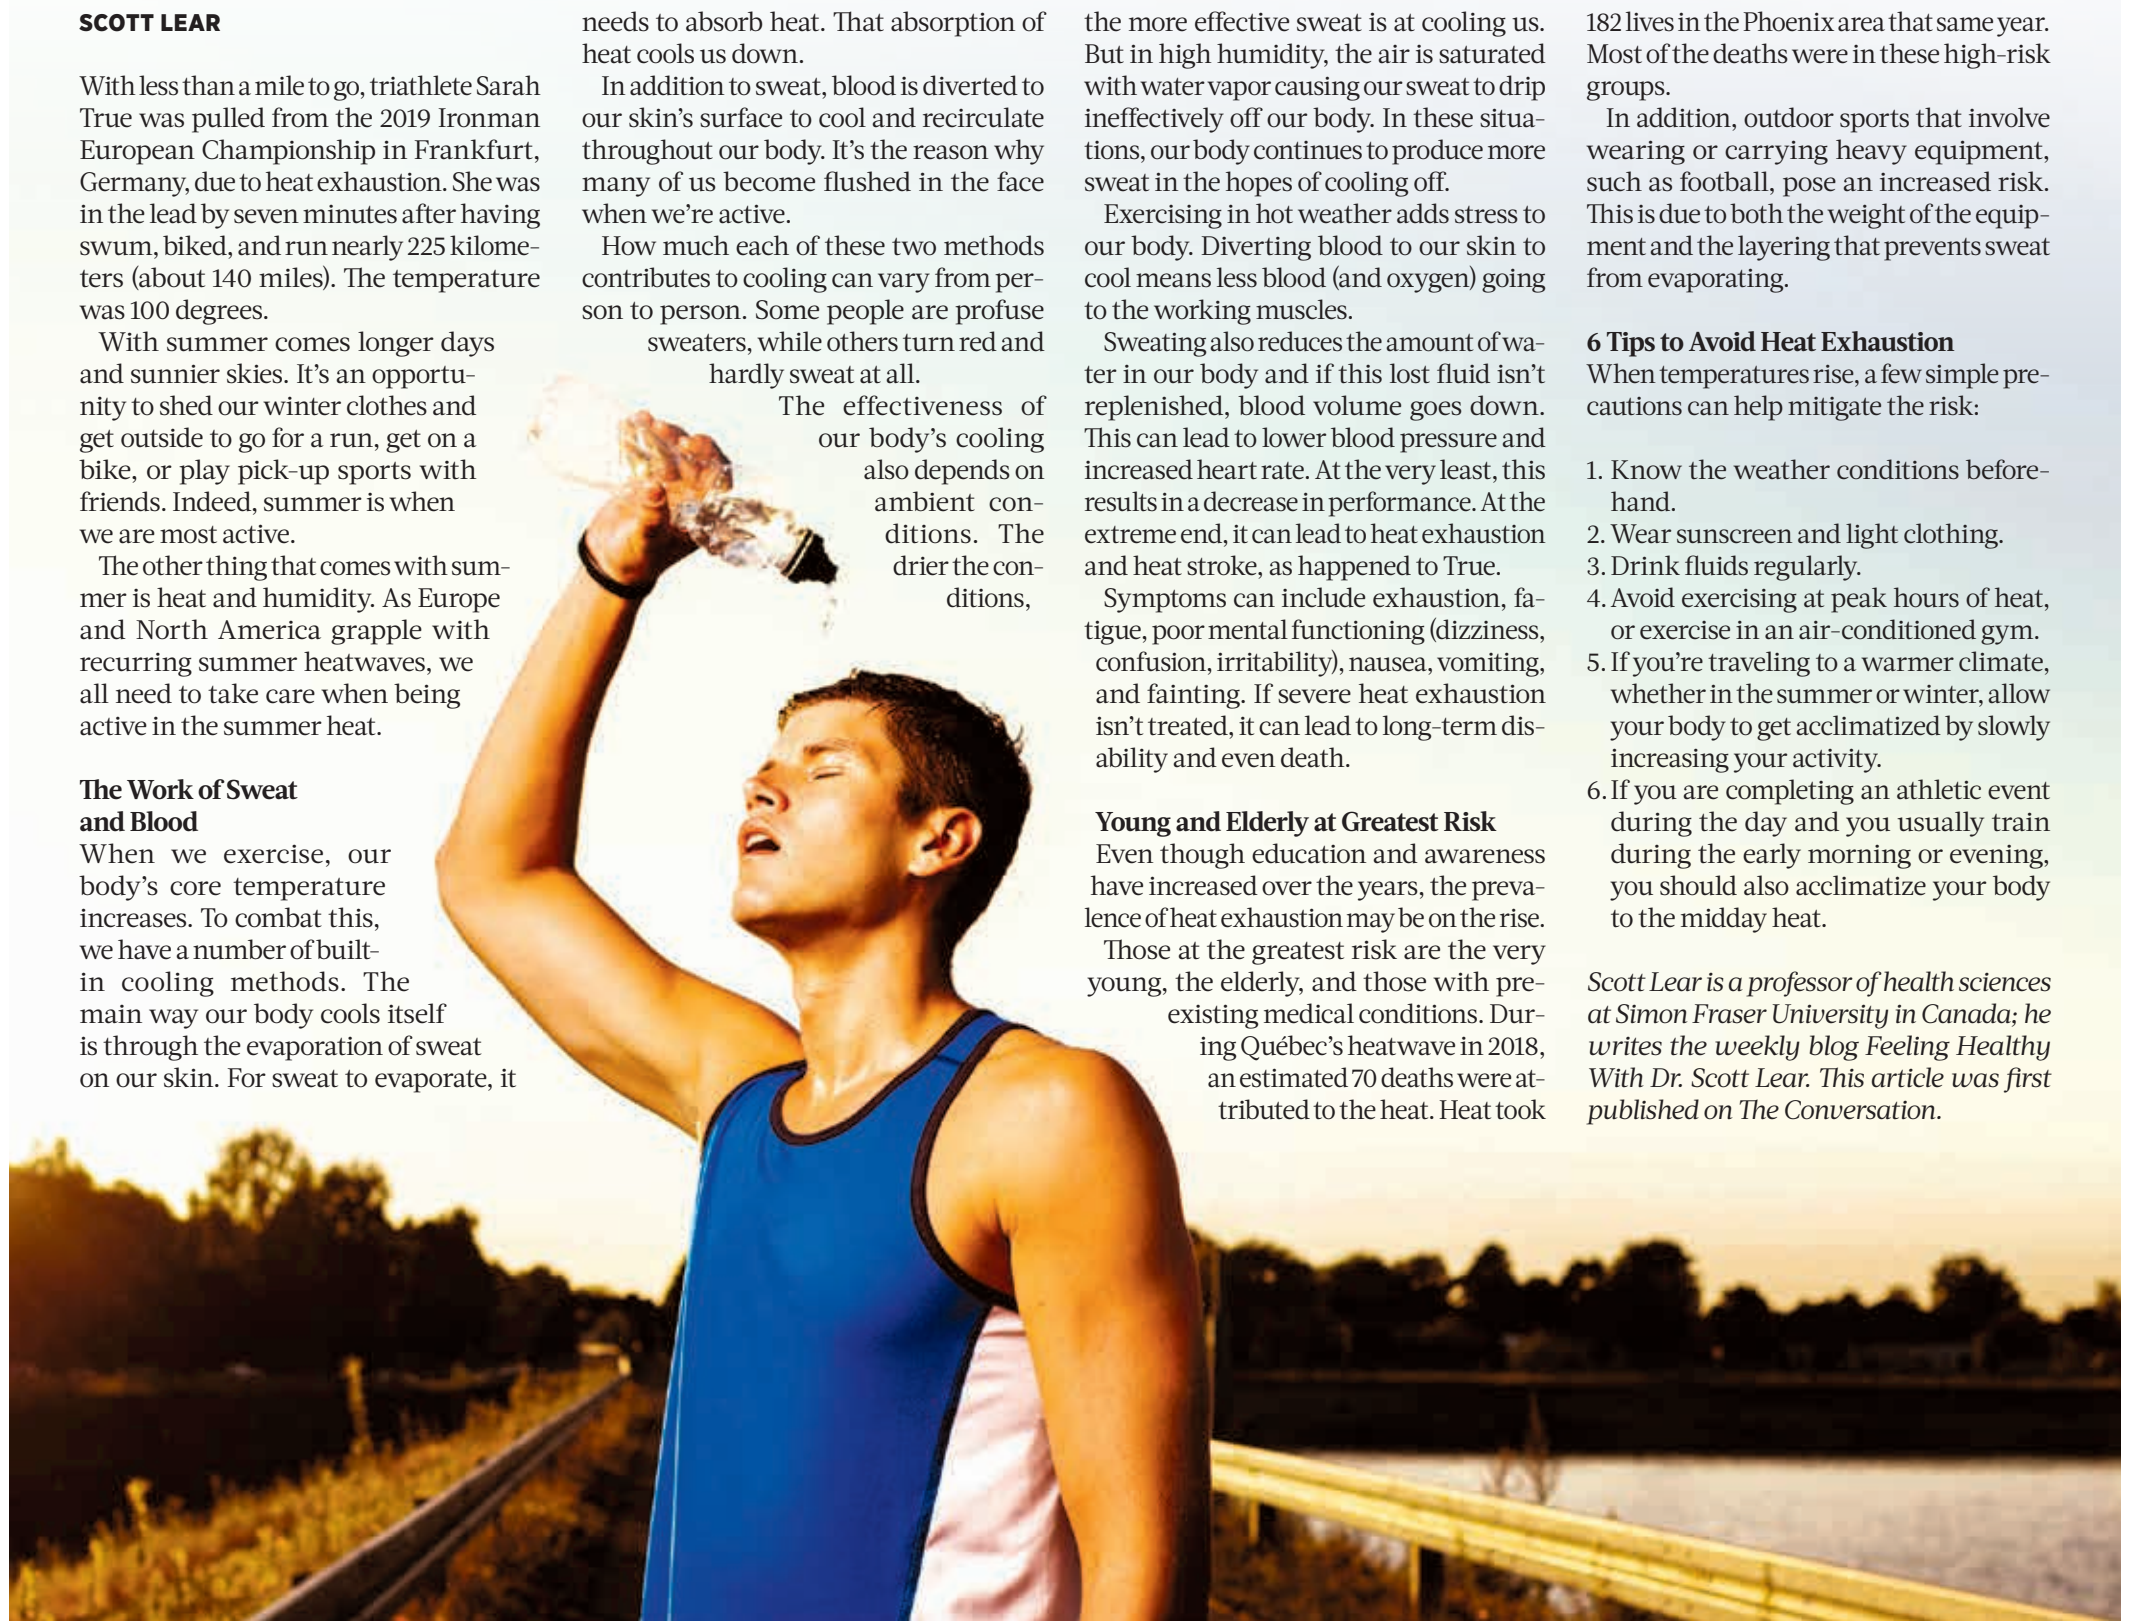 SCOTT LEAR
With less than a mile to go, triathlete Sarah
True was pulled from the 2019 Ironman
European Championship in Frankfurt,
Germany, due to heat exhaustion. She was
in the lead by seven minutes after having
swum, biked, and run nearly 225 kilome-
ters (about 140 miles). The temperature
was 100 degrees.
With summer comes longer days
and sunnier skies. It's an opportu-
nity to shed our winter clothes and
get outside to go for a run, get on a
bike, or play pick-up sports with
friends. Indeed, summer is when
we are most active.
The other thing that comes with sum-
mer is heat and humidity. As Europe
and North America grapple with
recurring summer heatwaves, we
all need to take care when being
active in the summer heat.
The Work of Sweat
and Blood
When we exercise, our
body's core temperature
increases. To combat this,
we have a number of built-
in cooling methods. The
main way our body cools itself
is through the evaporation of sweat
on our skin. For sweat to evaporate, it
needs to absorb heat. That absorption of
heat cools us down.
In addition to sweat, blood is diverted to
our skin's surface to cool and recirculate
throughout our body. It's the reason why
many of us become flushed in the face
when we're active.
How much each of these two methods
contributes to cooling can vary from per-
son to person. Some people are profuse
sweaters, while others turn red and
hardly sweat at all.
The effectiveness of
our body's cooling
also depends on
ambient con-
ditions. The
drier the con-
ditions,
the more effective sweat is at cooling us.
But in high humidity, the air is saturated
with water vapor causing our sweat to drip
ineffectively off our body. In these situa-
tions, our body continues to produce more
sweat in the hopes of cooling off.
Exercising in hot weather adds stress to
our body. Diverting blood to our skin to
cool means less blood (and oxygen) going
to the working muscles.
Sweating also reduces the amount of wa-
ter in our body and if this lost fluid isn't
replenished, blood volume goes down.
This can lead to lower blood pressure and
increased heart rate. At the very least, this
results in a decrease in performance. At the
extreme end, it can lead to heat exhaustion
and heat stroke, as happened to True.
Symptoms can include exhaustion, fa-
tigue, poor mental functioning (dizziness,
confusion, irritability), nausea, vomiting,
and fainting. If severe heat exhaustion
isn't treated, it can lead to long-term dis-
ability and even death.
Young and Elderly at Greatest Risk
Even though education and awareness
have increased over the years, the preva-
lence of heat exhaustion may be on the rise.
Those at the greatest risk are the very
young, the elderly, and those with pre-
existing medical conditions. Dur-
ing Québec's heatwave in 2018,
an estimated 70 deaths were at-
tributed to the heat. Heat took
182 lives in the Phoenix area that same year.
Most of the deaths were in these high-risk
groups.
In addition, outdoor sports that involve
wearing or carrying heavy equipment,
such as football, pose an increased risk.
This is due to both the weight of the equip-
ment and the layering that prevents sweat
from evaporating.
6 Tips to Avoid Heat Exhaustion
When temperatures rise, a few simple pre-
cautions can help mitigate the risk:
1. Know the weather conditions before-
hand.
2. Wear sunscreen and light clothing.
3. Drink fluids regularly.
4. Avoid exercising at peak hours of heat,
or exercise in an air-conditioned gym.
5. If you're traveling to a warmer climate,
whether in the summer or winter, allow
your body to get acclimatized by slowly
increasing your activity.
6. If you are completing an athletic event
during the day and you usually train
during the early morning or evening,
you should also acclimatize your body
to the midday heat.
Scott Lear is a professor of health sciences
at Simon Fraser University in Canada; he
writes the weekly blog Feeling Healthy
With Dr. Scott Lear. This article was first
published on The Conversation.